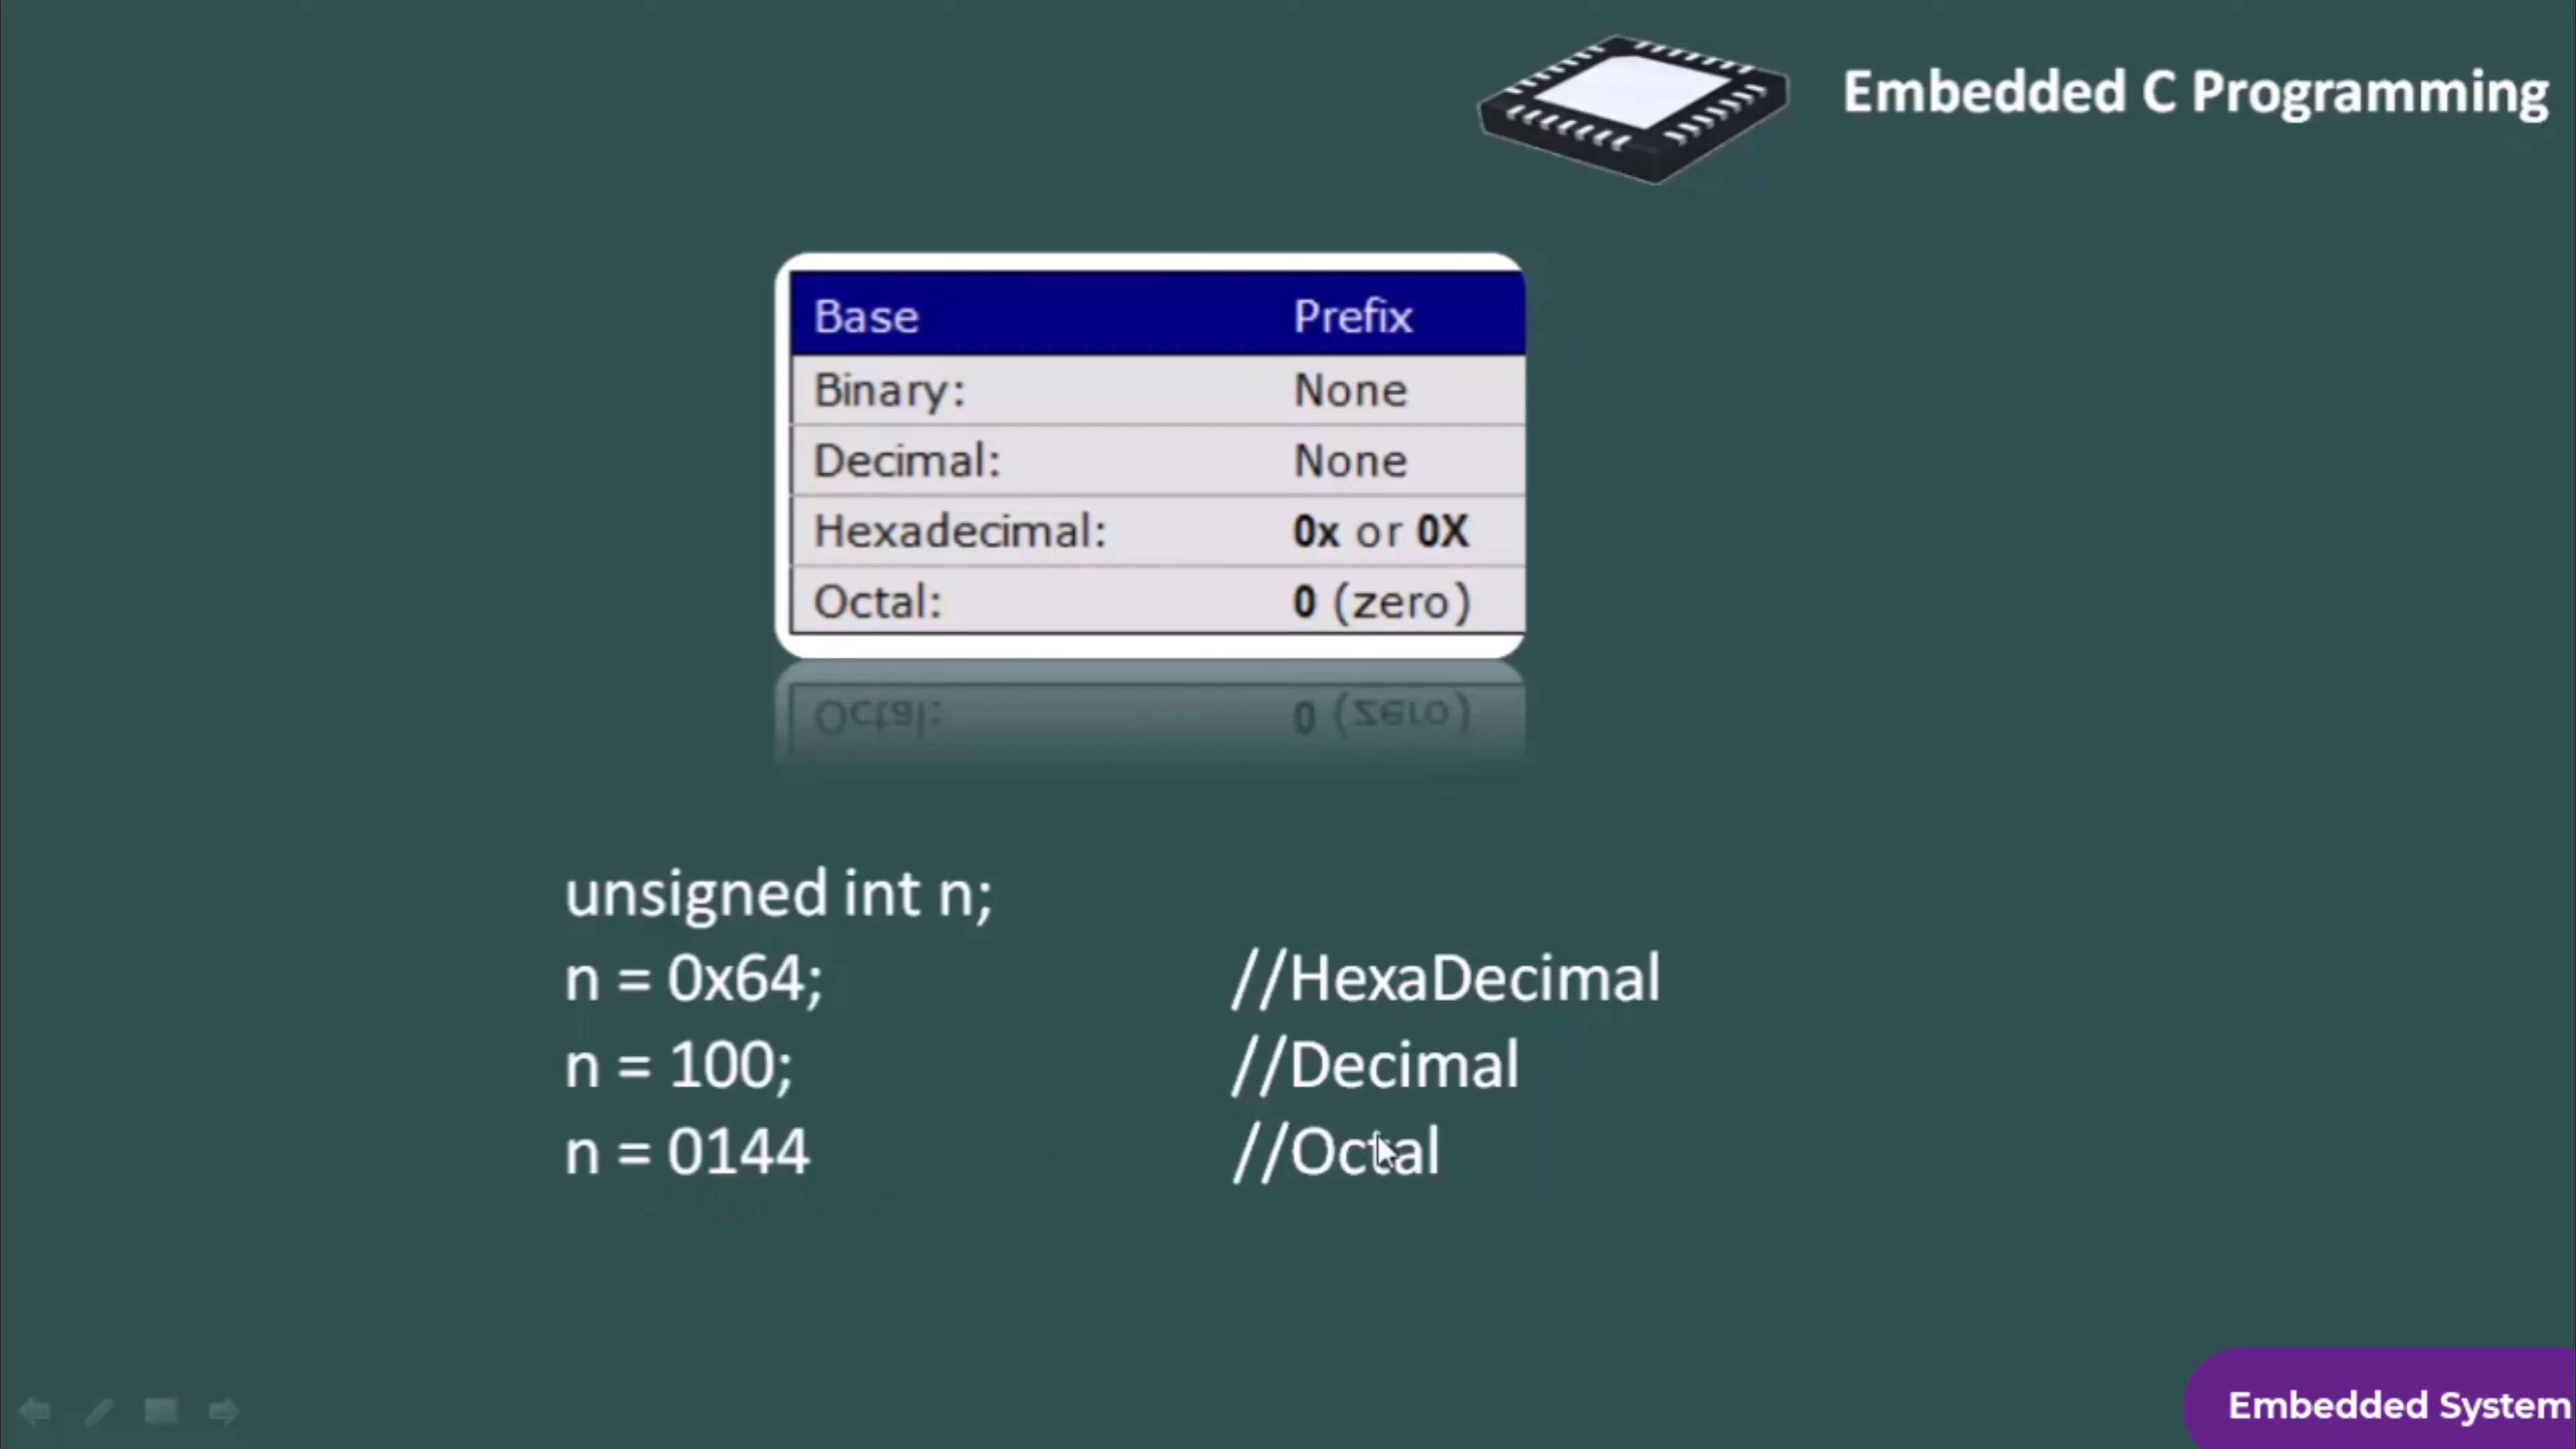 Embedded C Programming
Base Prefix
Binary: None
Decimal: None
Hexadecimal: 0x or 0X
Octal: 0 (zero)
unsigned int n;
n = 0x64; //HexaDecimal
n = 100; //Decimal
n = 0144 //Octal
Embedded System